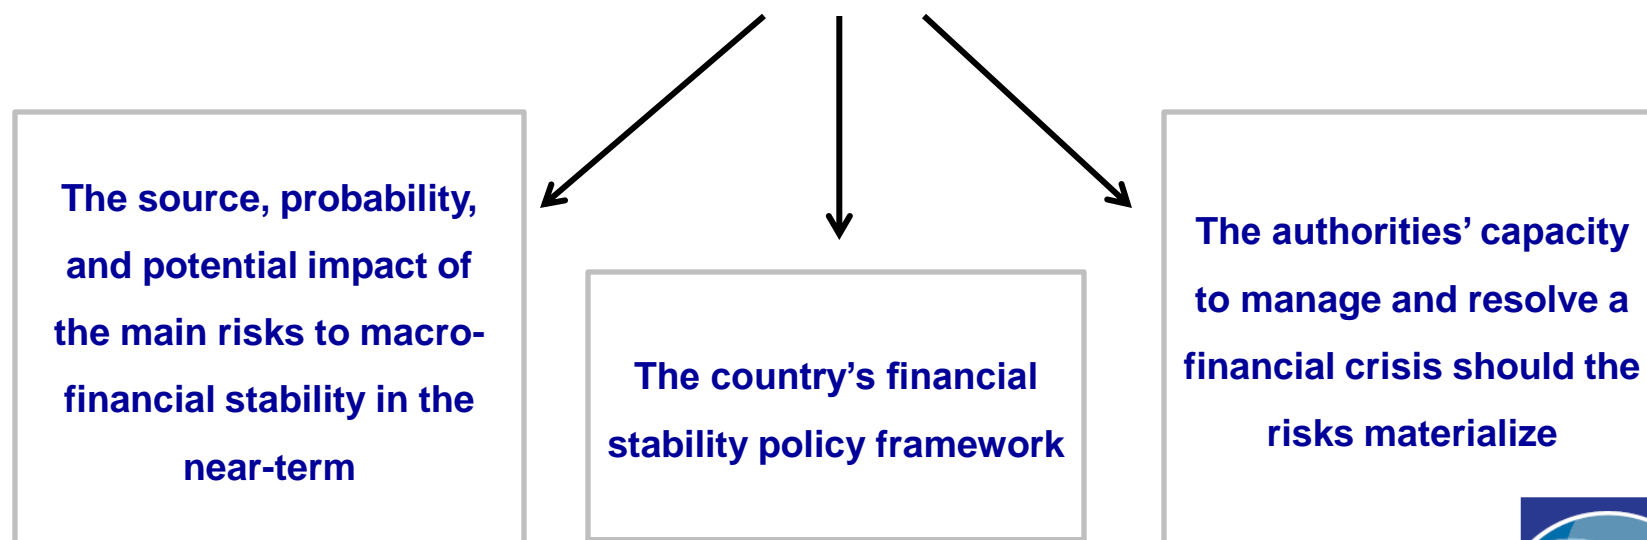 The source, probability,
and potential impact of
the main risks to macro-
financial stability in the
near-term
The country’s financial
stability policy framework
The authorities’ capacity
to manage and resolve a
financial crisis should the
risks materialize